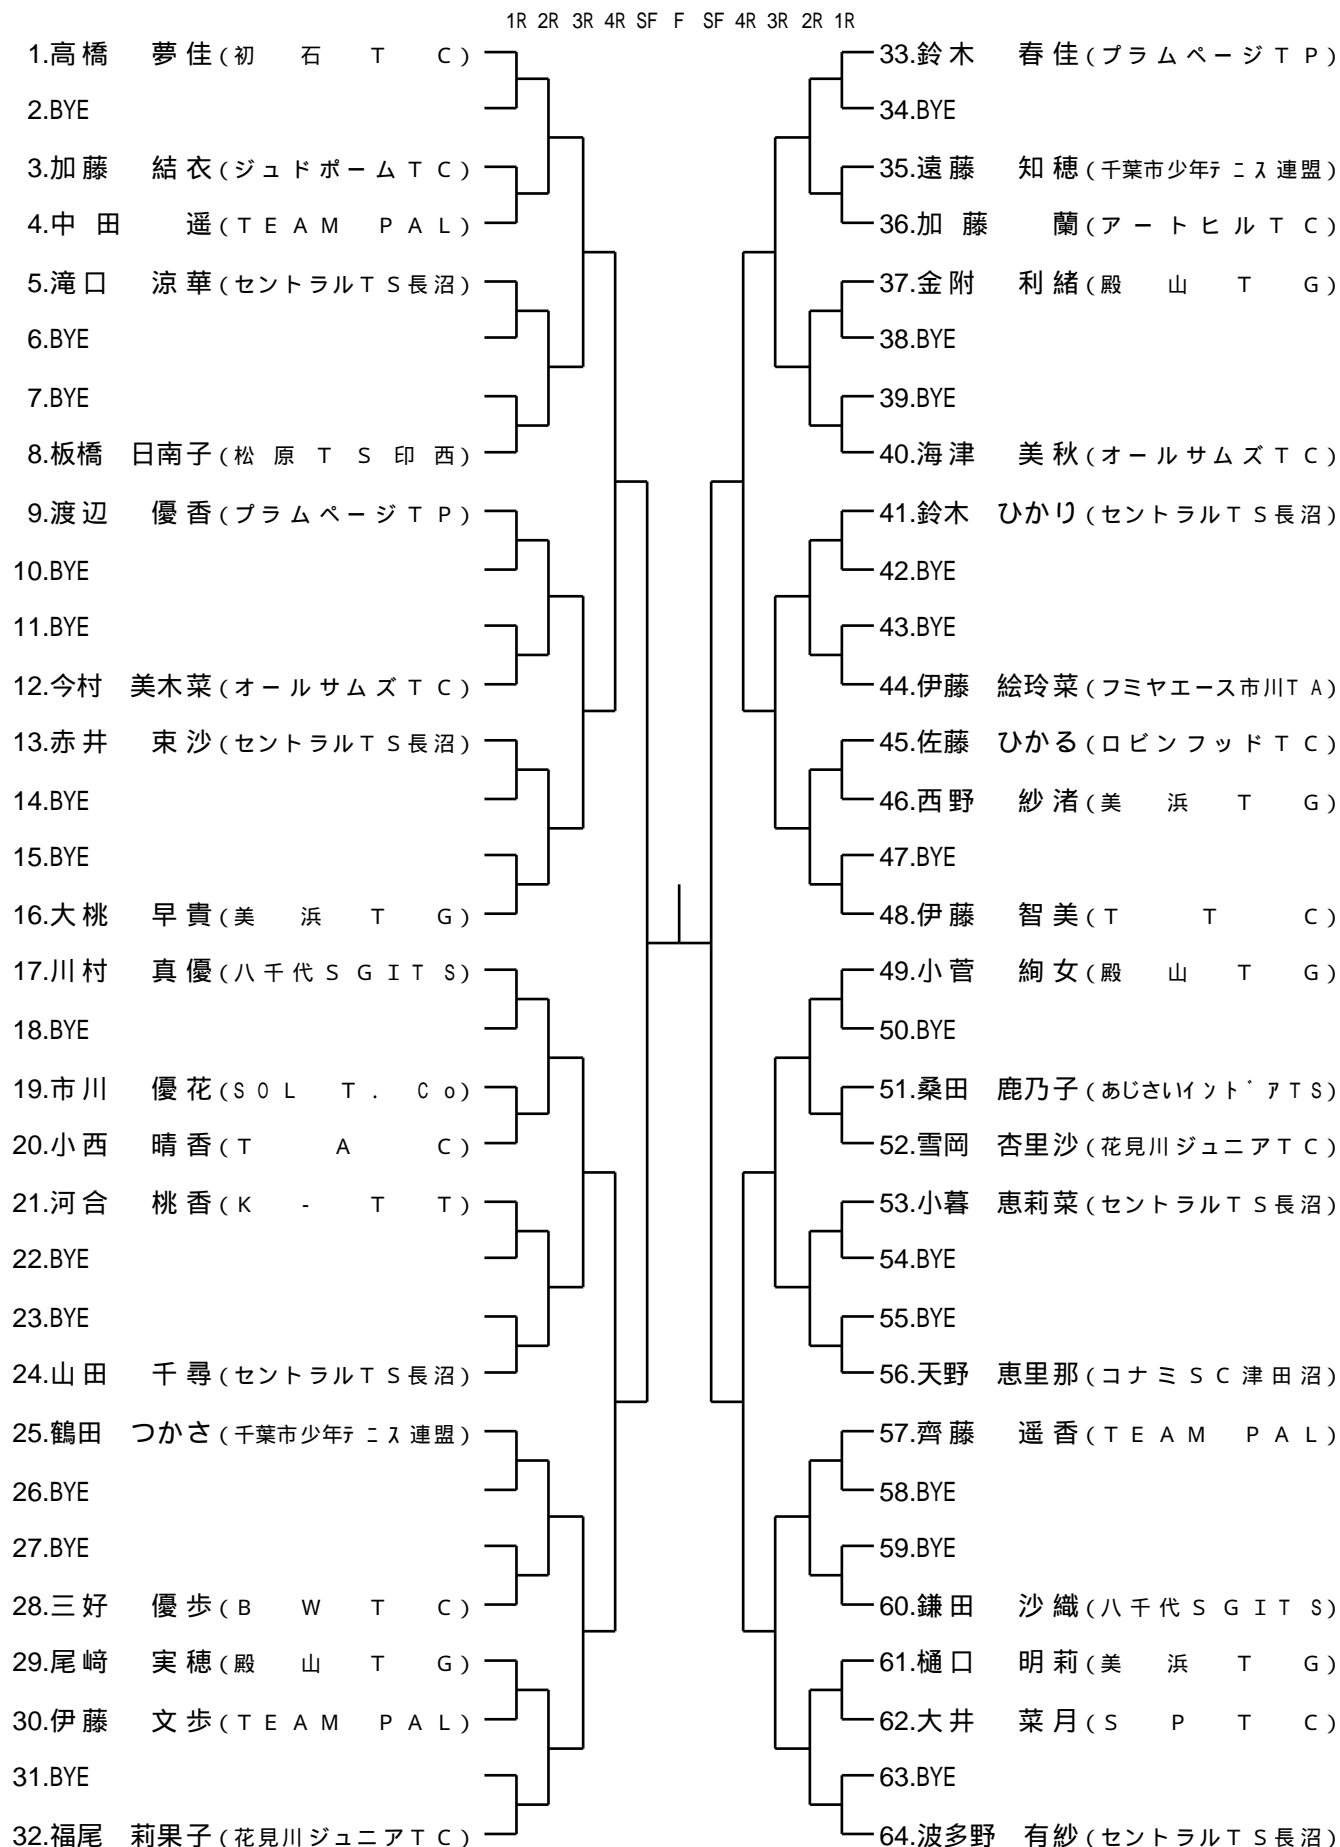 1R 2R 3R 4R SF F SF 4R 3R 2R 1R
1.高橋 夢佳(初石TC)
2.BYE
3.加藤 結衣(ジュドポームTC)
4.中田 遥(TEAM PAL)
5.滝口 涼華(セントラルTS長沼)
6.BYE
7.BYE
8.板橋 日南子(松原TS印西)
9.渡辺 優香(プラムページTP)
10.BYE
11.BYE
12.今村 美木菜(オールサムズTC)
13.赤井 束沙(セントラルTS長沼)
14.BYE
15.BYE
16.大桃 早貴(美浜TG)
17.川村 真優(八千代SGITS)
18.BYE
19.市川 優花(SOL T.Co)
20.小西 晴香(TAC)
21.河合 桃香(K-TT)
22.BYE
23.BYE
24.山田 千尋(セントラルTS長沼)
25.鶴田 つかさ(千葉市少年テニス連盟)
26.BYE
27.BYE
28.三好 優歩(BWTC)
29.尾﨑 実穂(殿山TG)
30.伊藤 文歩(TEAM PAL)
31.BYE
32.福尾 莉果子(花見川ジュニアTC)
33.鈴木 春佳(プラムページTP)
34.BYE
35.遠藤 知穂(千葉市少年テニス連盟)
36.加藤 蘭(アートヒルTC)
37.金附 利緒(殿山TG)
38.BYE
39.BYE
40.海津 美秋(オールサムズTC)
41.鈴木 ひかり(セントラルTS長沼)
42.BYE
43.BYE
44.伊藤 絵玲菜(フミヤエース市川TA)
45.佐藤 ひかる(ロビンフッドTC)
46.西野 紗渚(美浜TG)
47.BYE
48.伊藤 智美(TTC)
49.小菅 絢女(殿山TG)
50.BYE
51.桑田 鹿乃子(あじさいインドアTS)
52.雪岡 杏里沙(花見川ジュニアTC)
53.小暮 恵莉菜(セントラルTS長沼)
54.BYE
55.BYE
56.天野 恵里那(コナミSC津田沼)
57.齊藤 遥香(TEAM PAL)
58.BYE
59.BYE
60.鎌田 沙織(八千代SGITS)
61.樋口 明莉(美浜TG)
62.大井 菜月(SPTC)
63.BYE
64.波多野 有紗(セントラルTS長沼)